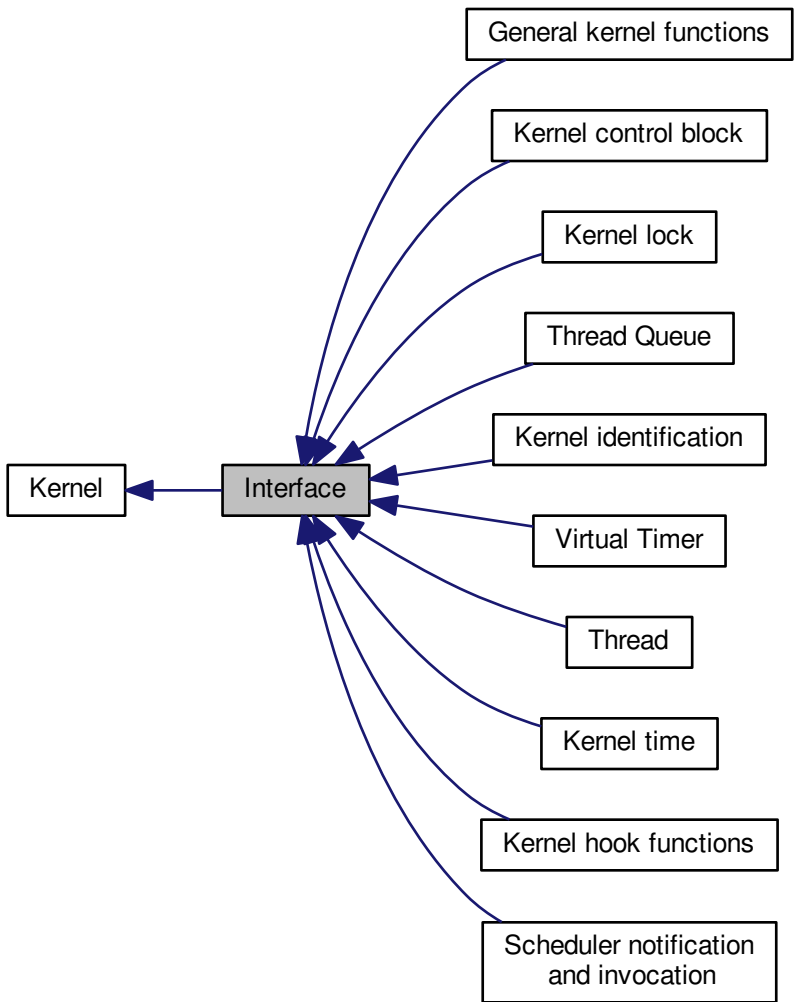 General kernel functions
Kernel control block
Kernel lock
Thread Queue
Kernel identification
Kernel
Interface
Virtual Timer
Thread
Kernel time
Kernel hook functions
Scheduler notification
and invocation